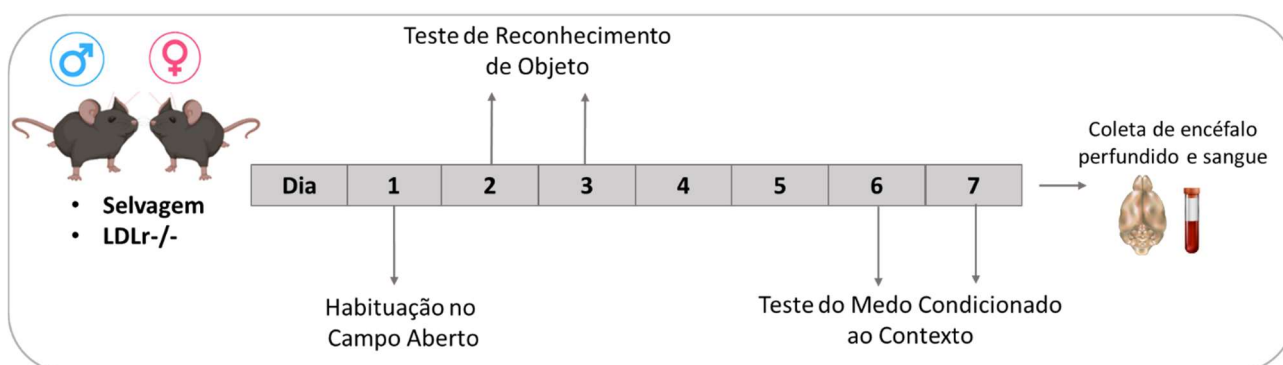 Teste de Reconhecimento
de Objeto
♂ ♀
Coleta de encéfalo
perfundido e sangue
Dia 1 2 3 4 5 6 7
• Selvagem
• LDLr-/-
Habituação no
Campo Aberto
Teste do Medo Condicionado
ao Contexto